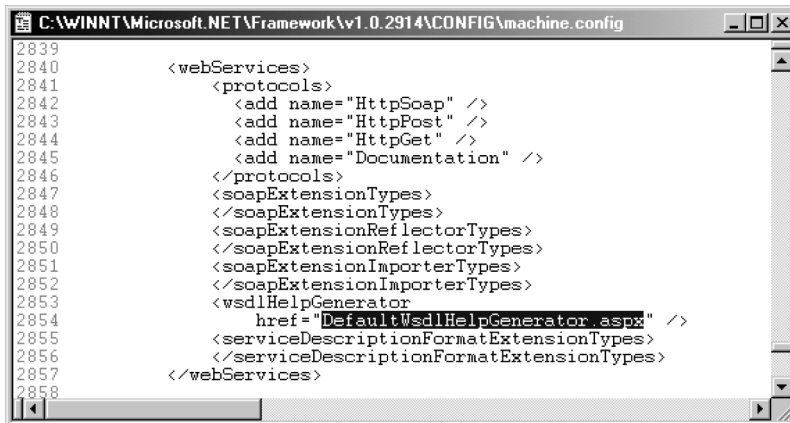 C:\WINNT\Microsoft.NET\Framework\v1.0.2914\CONFIG\machine.config
2839
2840 <webServices>
2841 <protocols>
2842 <add name="HttpSoap" />
2843 <add name="HttpPost" />
2844 <add name="HttpGet" />
2845 <add name="Documentation" />
2846 </protocols>
2847 <soapExtensionTypes>
2848 </soapExtensionTypes>
2849 <soapExtensionReflectorTypes>
2850 </soapExtensionReflectorTypes>
2851 <soapExtensionImporterTypes>
2852 </soapExtensionImporterTypes>
2853 <wsdlHelpGenerator
2854 href="DefaultWsdlHelpGenerator.aspx" />
2855 <serviceDescriptionFormatExtensionTypes>
2856 </serviceDescriptionFormatExtensionTypes>
2857 </webServices>
2858